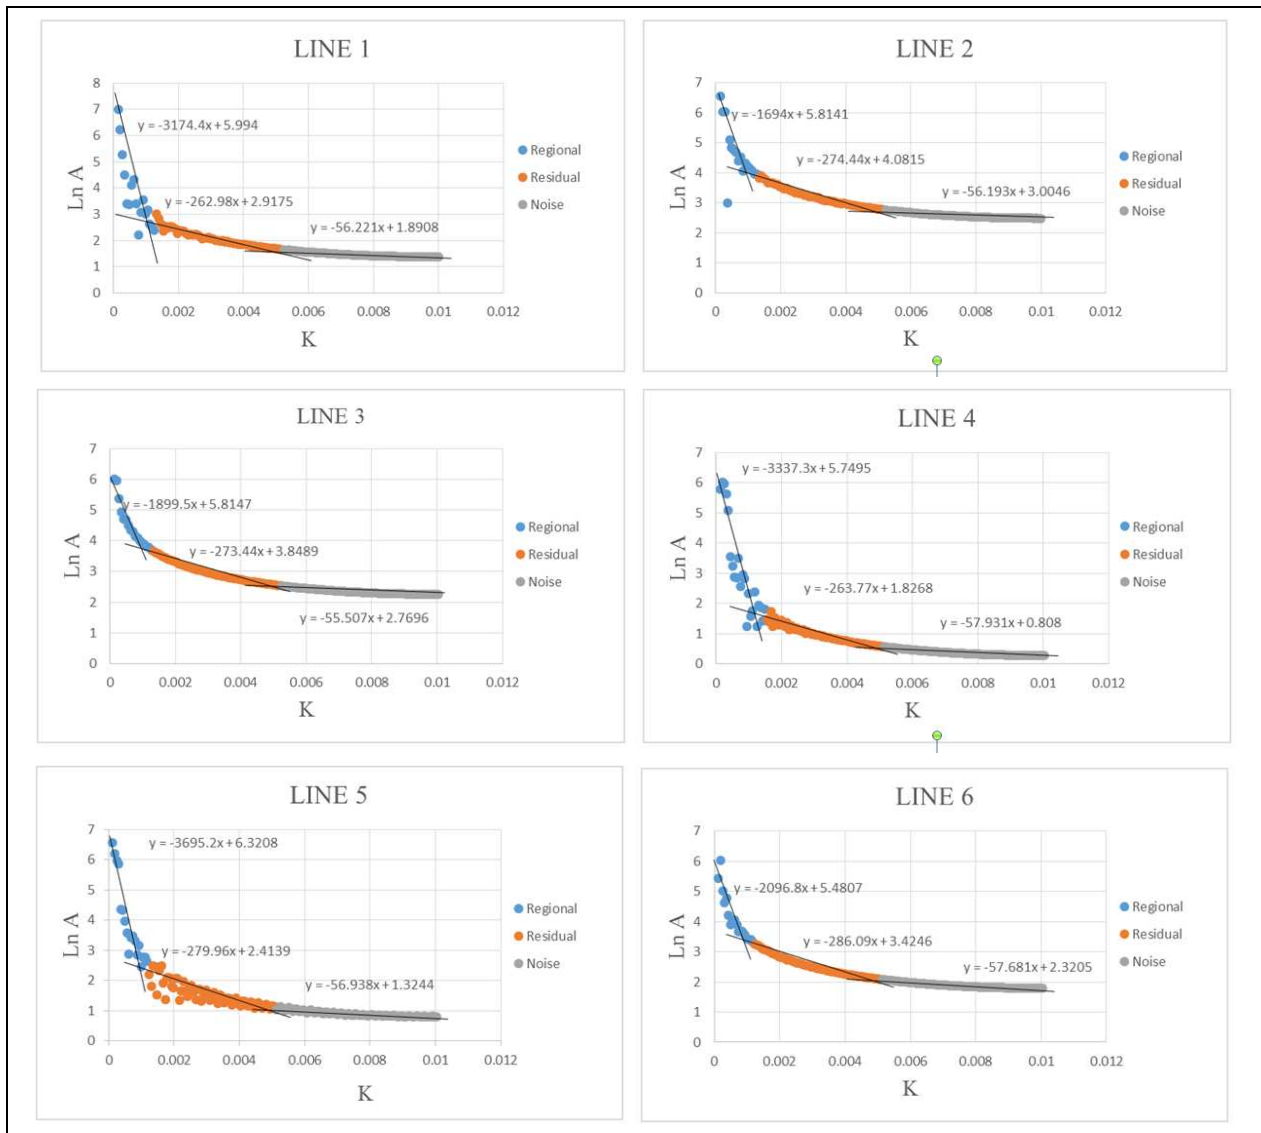 LINE 1
8
7
6
5
4
3
2
1
0
Ln A
y = -3174.4x + 5.994
y = -262.98x + 2.9175
y = -56.221x + 1.8908
0
0.002
0.004
0.006
0.008
0.01
0.012
K
Regional
Residual
Noise
LINE 2
7
6
5
4
3
2
1
0
Ln A
y = -1694x + 5.8141
y = -274.44x + 4.0815
y = -56.193x + 3.0046
0
0.002
0.004
0.006
0.008
0.01
0.012
K
Regional
Residual
Noise
LINE 3
7
6
5
4
3
2
1
0
Ln A
y = -1899.5x + 5.8147
y = -273.44x + 3.8489
y = -55.507x + 2.7696
0
0.002
0.004
0.006
0.008
0.01
0.012
K
Regional
Residual
Noise
LINE 4
7
6
5
4
3
2
1
0
Ln A
y = -3337.3x + 5.7495
y = -263.77x + 1.8268
y = -57.931x + 0.808
0
0.002
0.004
0.006
0.008
0.01
0.012
K
Regional
Residual
Noise
LINE 5
7
6
5
4
3
2
1
0
Ln A
y = -3695.2x + 6.3208
y = -279.96x + 2.4139
y = -56.938x + 1.3244
0
0.002
0.004
0.006
0.008
0.01
0.012
K
Regional
Residual
Noise
LINE 6
7
6
5
4
3
2
1
0
Ln A
y = -2096.8x + 5.4807
y = -286.09x + 3.4246
y = -57.681x + 2.3205
0
0.002
0.004
0.006
0.008
0.01
0.012
K
Regional
Residual
Noise